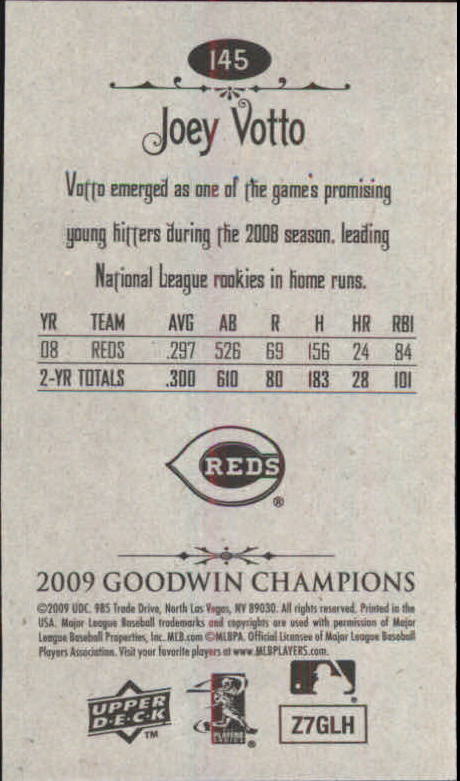 145
Joey Votto
Votto emerged as one of the game's promising
young hitters during the 2008 season, leading
National League rookies in home runs.
YR TEAM AVG AB R H HR RBI
08 REDS .297 526 69 156 24 84
2-YR TOTALS .300 610 80 183 28 101
REDS
®
2009 GOODWIN CHAMPIONS
©2009 UDC. 985 Trade Drive, North Las Vegas, NV 89030. All rights reserved. Printed in the
USA. Major League Baseball trademarks and copyrights are used with permission of Major
League Baseball Properties, Inc. MLB.com ©MLBPA. Official Licensee of Major League Baseball
Players Association. Visit your favorite players at www.MLBPLAYERS.com.
UPPER
D·E·C·K
TM
PLAYERS
CHOICE
®
Z7GLH